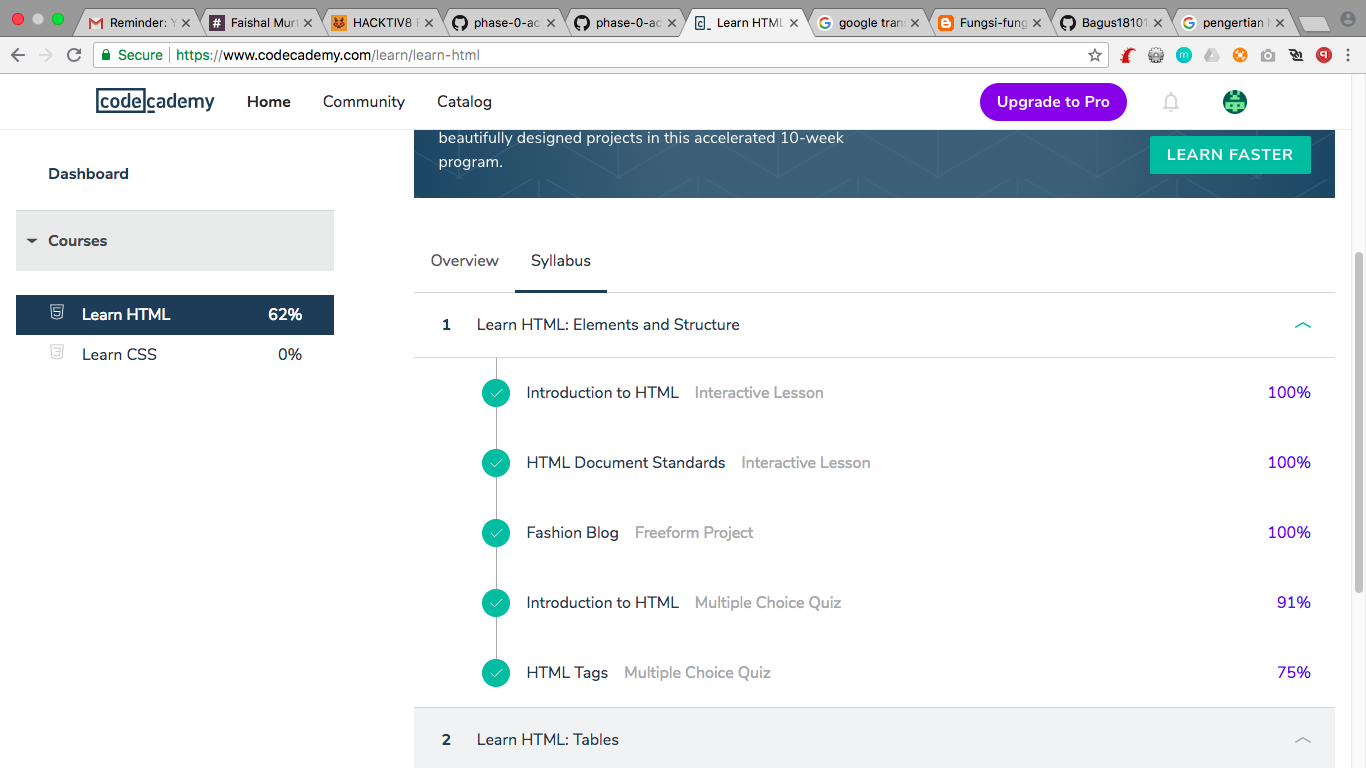 Reminder: Y
Faishal Murt
HACKTIV8 P
phase-0-ac
phase-0-ac
Learn HTML
google tran
Fungsi-fung
Bagus18101
pengertian
Secure
https://www.codecademy.com/learn/learn-html
codecademy
Home
Community
Catalog
Upgrade to Pro
beautifully designed projects in this accelerated 10-week
program.
LEARN FASTER
Dashboard
Courses
Learn HTML 62%
Learn CSS 0%
Overview
Syllabus
1 Learn HTML: Elements and Structure
Introduction to HTML Interactive Lesson 100%
HTML Document Standards Interactive Lesson 100%
Fashion Blog Freeform Project 100%
Introduction to HTML Multiple Choice Quiz 91%
HTML Tags Multiple Choice Quiz 75%
2 Learn HTML: Tables